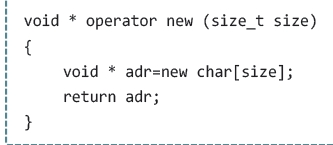 void * operator new (size_t size)
{
void * adr=new char[size];
return adr;
}